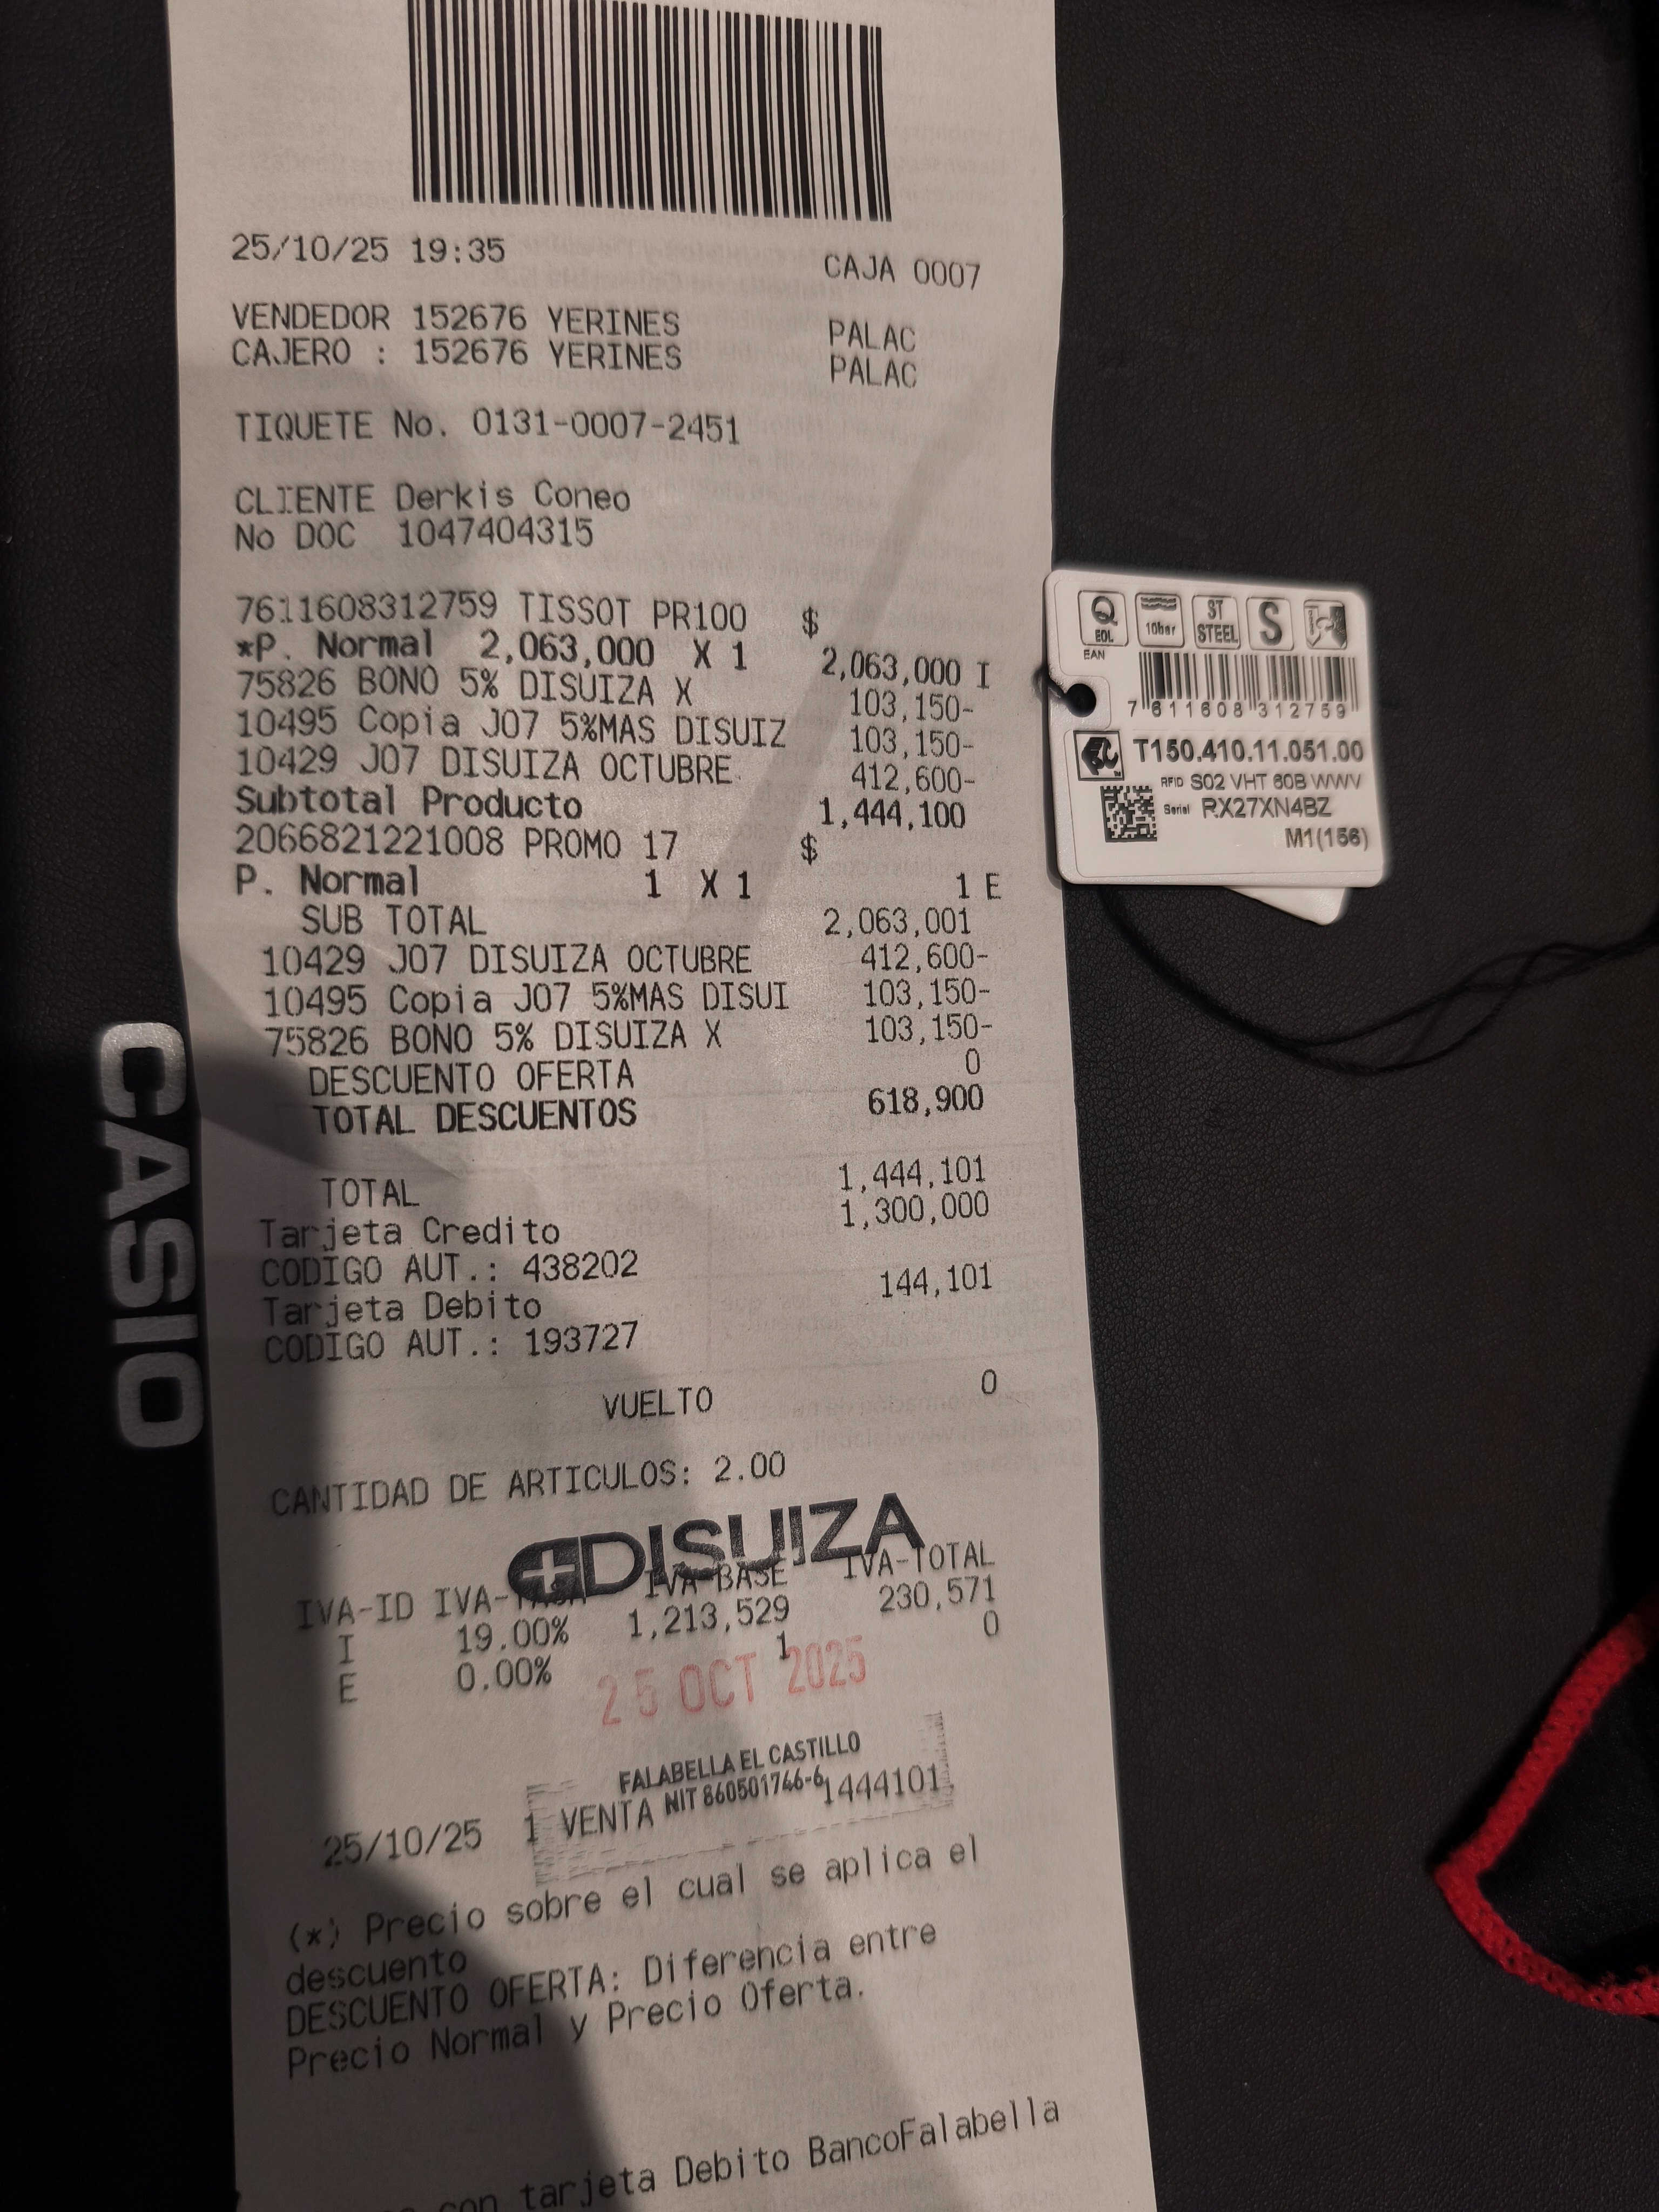 25/10/25 19:35 CAJA 0007
VENDEDOR 152676 YERINES PALAC
CAJERO : 152676 YERINES PALAC
TIQUETE No. 0131-0007-2451
CLIENTE Derkis Coneo
No DOC 1047404315
7611608312759 TISSOT PR100 $
*P. Normal 2,063,000 X 1 2,063,000 I
75826 BONO 5% DISUIZA X 103,150-
10495 Copia J07 5%MAS DISUIZ 103,150-
10429 J07 DISUIZA OCTUBRE 412,600-
Subtotal Producto 1,444,100
2066821221008 PROMO 17 $
P. Normal 1 X 1 1 E
SUB TOTAL 2,063,001
10429 J07 DISUIZA OCTUBRE 412,600-
10495 Copia J07 5%MAS DISUI 103,150-
75826 BONO 5% DISUIZA X 103,150-
DESCUENTO OFERTA 0
TOTAL DESCUENTOS 618,900
TOTAL 1,444,101
Tarjeta Credito 1,300,000
CODIGO AUT.: 438202
Tarjeta Debito 144,101
CODIGO AUT.: 193727
VUELTO 0
CANTIDAD DE ARTICULOS: 2.00
DISUIZA
IVA-ID IVA-TASA IVA-BASE IVA-TOTAL
I 19.00% 1,213,529 230,571
E 0.00% 1 0
25 OCT 2025
FALABELLA EL CASTILLO
NIT 860501746-6
25/10/25 1 VENTA 1444101
(*) Precio sobre el cual se aplica el
descuento
DESCUENTO OFERTA: Diferencia entre
Precio Normal y Precio Oferta.
con tarjeta Debito BancoFalabella
CASIO
Q EOL 10bar ST STEEL S
EAN
7 611608 312759
T150.410.11.051.00
RFID S02 VHT 60B WWV
Serial RX27XN4BZ
M1(156)